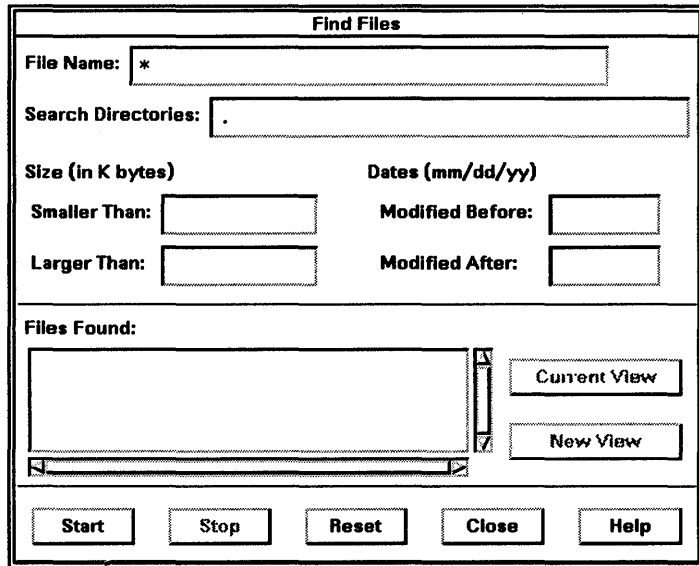 Find Files
File Name: *
Search Directories: .
Size (in K bytes) Dates (mm/dd/yy)
Smaller Than: Modified Before:
Larger Than: Modified After:
Files Found:
Current View
New View
Start Stop Reset Close Help